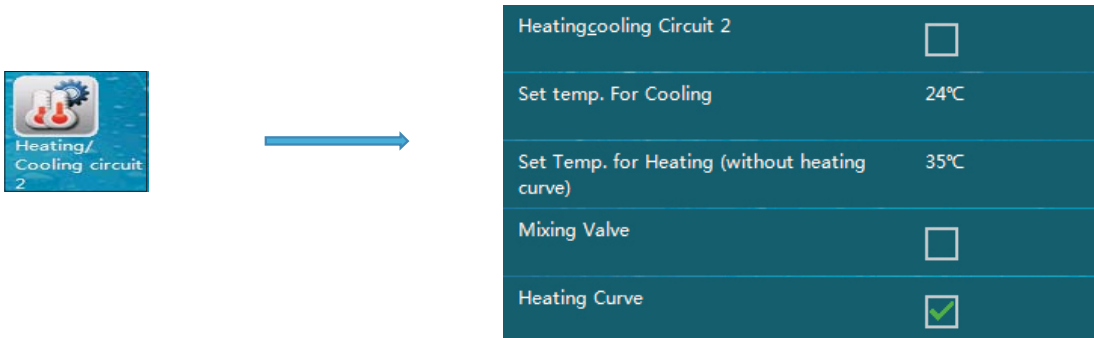 Heating/
Cooling circuit
2
Heatingcooling Circuit 2
Set temp. For Cooling
24℃
Set Temp. for Heating (without heating
curve)
35℃
Mixing Valve
Heating Curve